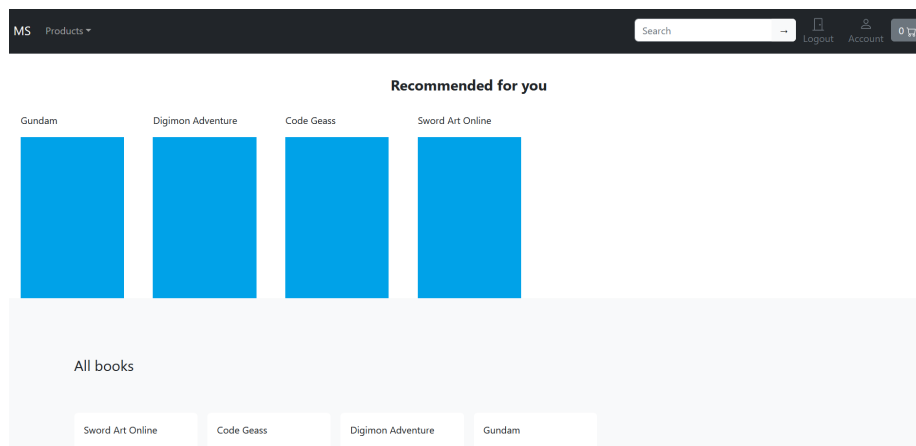 MS Products Search → Logout Account 0
Recommended for you
Gundam Digimon Adventure Code Geass Sword Art Online
All books
Sword Art Online Code Geass Digimon Adventure Gundam